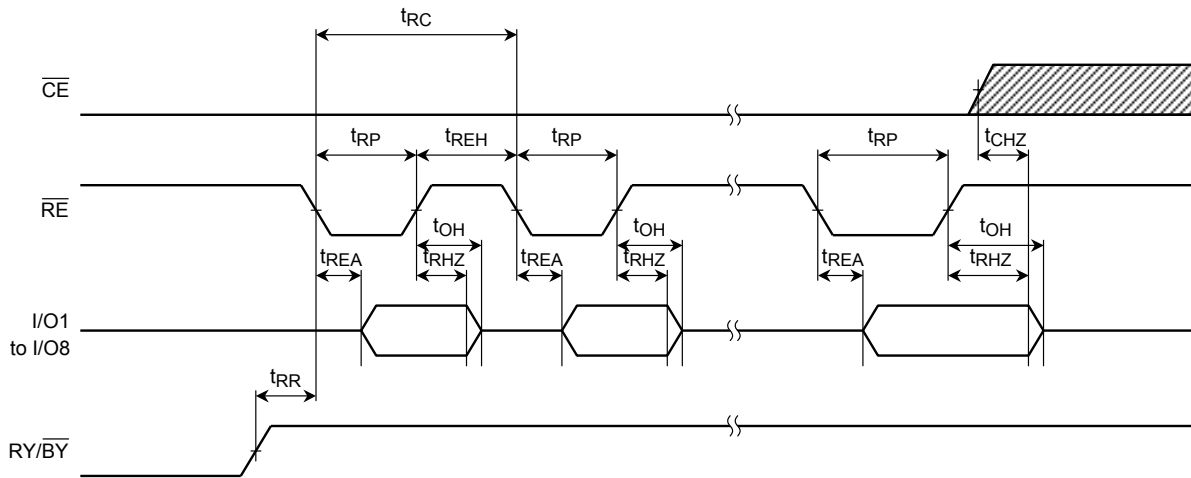 tRC
CE
tRP tREH tRP tRP tCHZ
RE
tOH tOH tOH
tREA tRHZ tREA tRHZ tREA tRHZ
I/O1
to I/O8
tRR
RY/BY